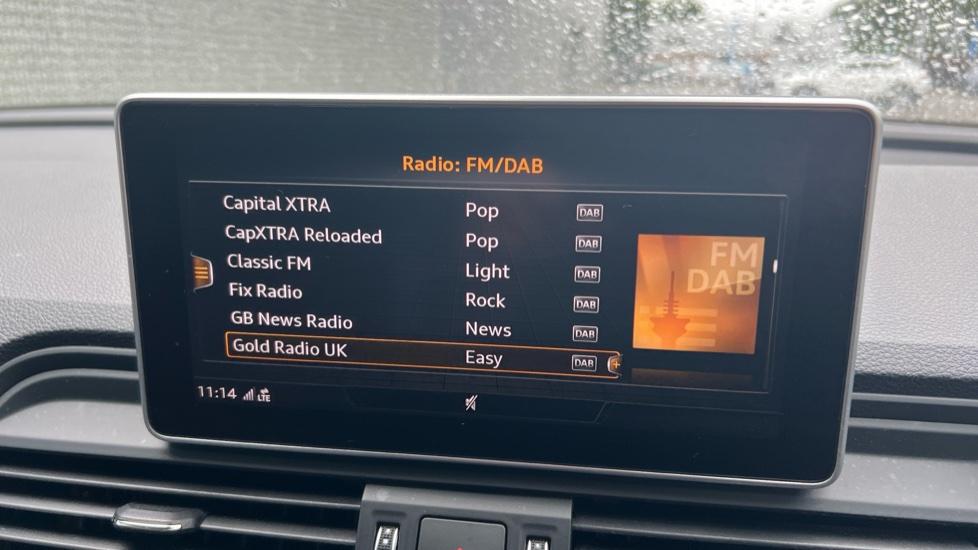 Radio: FM/DAB
Capital XTRA Pop DAB
CapXTRA Reloaded Pop DAB
Classic FM Light DAB
Fix Radio Rock DAB
GB News Radio News DAB
Gold Radio UK Easy DAB
FM
DAB
11:14 LTE